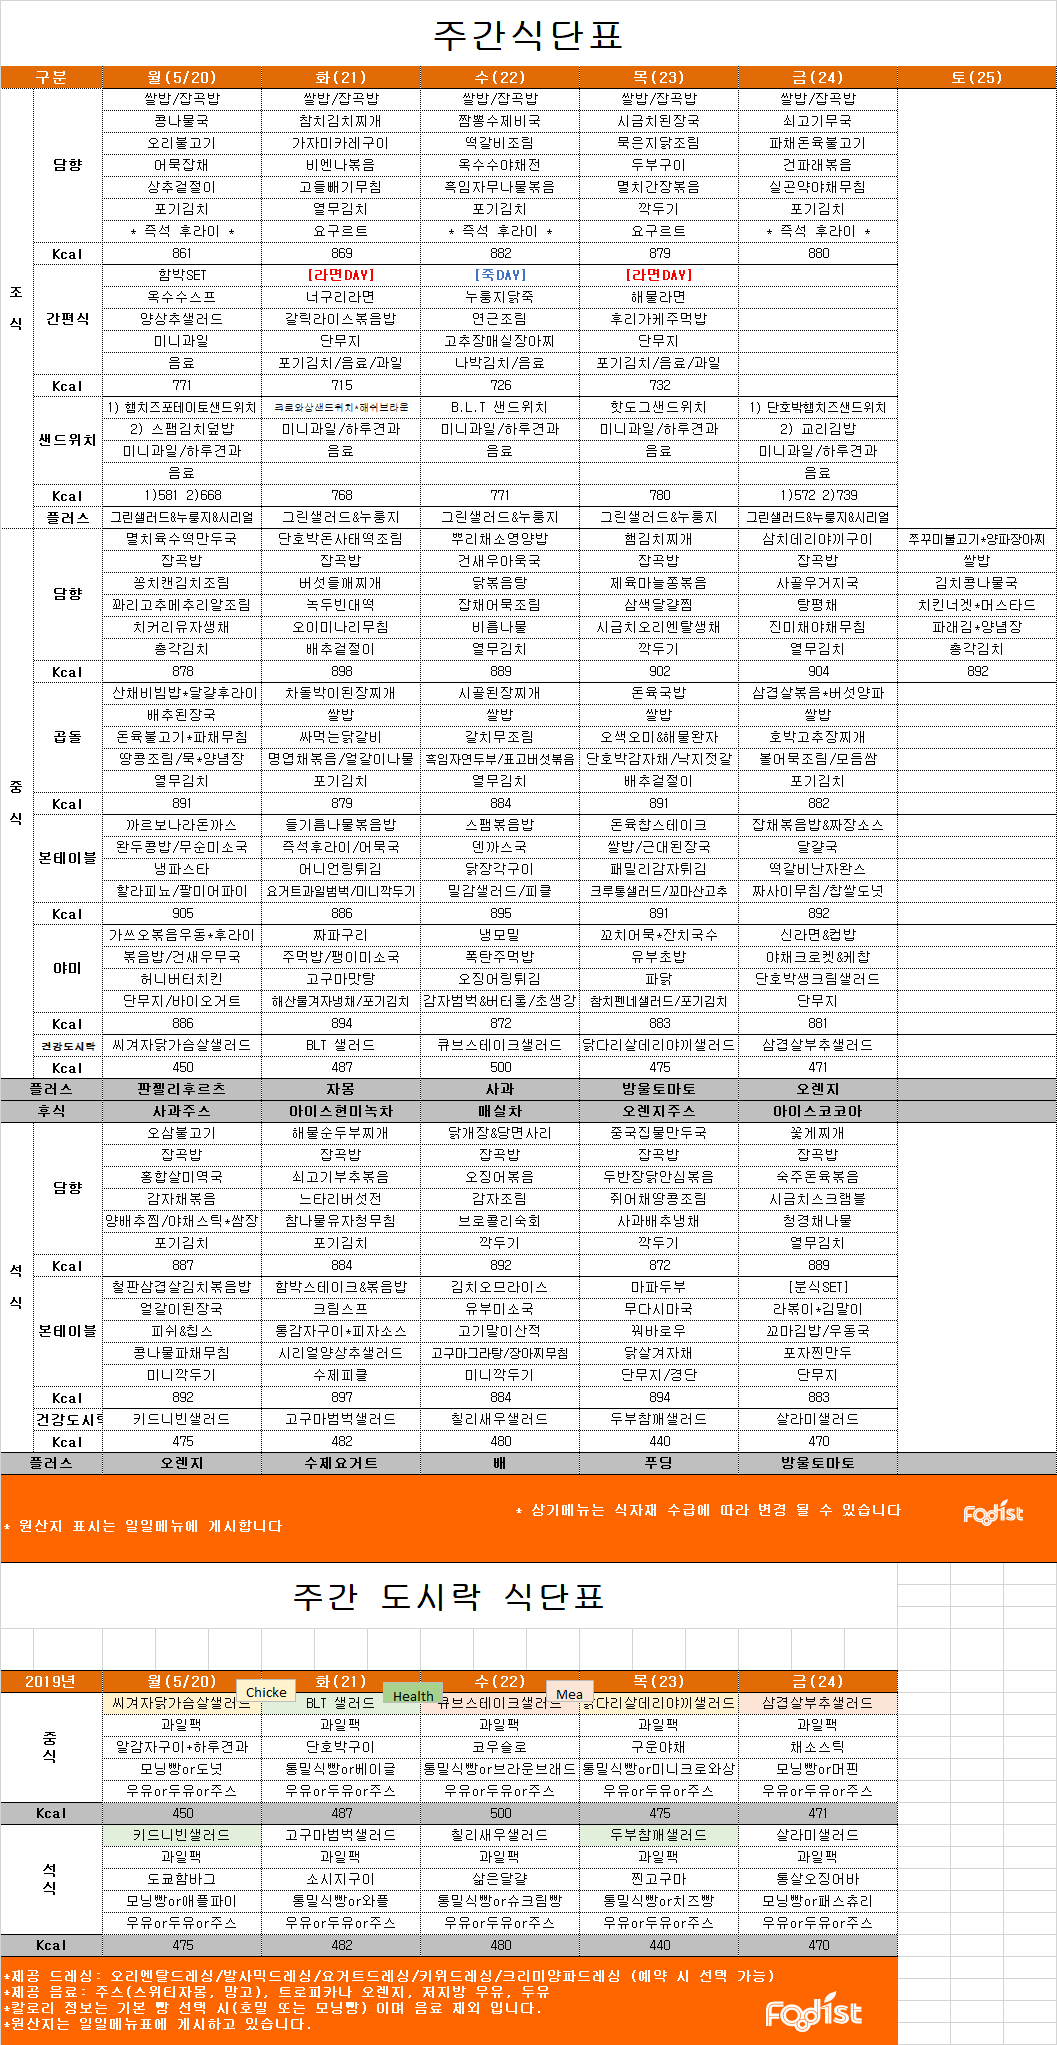 주간식단표
구분 월(5/20) 화(21) 수(22) 목(23) 금(24) 토(25)
쌀밥/잡곡밥 쌀밥/잡곡밥 쌀밥/잡곡밥 쌀밥/잡곡밥 쌀밥/잡곡밥
콩나물국 참치김치찌개 짬뽕수제비국 시금치된장국 쇠고기무국
오리불고기 가자미카레구이 떡갈비조림 묵은지닭조림 파채돈육불고기
담향 어묵잡채 비엔나볶음 옥수수야채전 두부구이 건파래볶음
상추겉절이 고들빼기무침 흑임자무나물볶음 멸치간장볶음 실곤약야채무침
포기김치 열무김치 포기김치 깍두기 포기김치
* 즉석 후라이 * 요구르트 * 즉석 후라이 * 요구르트 * 즉석 후라이 *
Kcal 861 869 882 879 880
함박SET [라면DAY] [죽DAY] [라면DAY]
조 옥수수스프 너구리라면 누룽지닭죽 해물라면
식 간편식 양상추샐러드 갈릭라이스볶음밥 연근조림 후리가케주먹밥
미니과일 단무지 고추장매실장아찌 단무지
음료 포기김치/음료/과일 나박김치/음료 포기김치/음료/과일
Kcal 771 715 726 732
1) 햄치즈포테이토샌드위치 크로와상샌드위치*해쉬브라운 B.L.T 샌드위치 핫도그샌드위치 1) 단호박햄치즈샌드위치
샌드위치 2) 스팸김치덮밥 미니과일/하루견과 미니과일/하루견과 미니과일/하루견과 2) 꼬리김밥
미니과일/하루견과 음료 음료 음료 미니과일/하루견과
음료 음료
Kcal 1)581 2)668 768 771 780 1)572 2)739
플러스 그린샐러드&누룽지&시리얼 그린샐러드&누룽지 그린샐러드&누룽지 그린샐러드&누룽지 그린샐러드&누룽지&시리얼
멸치육수떡만두국 단호박돈사태떡조림 뿌리채소영양밥 햄김치찌개 삼치데리야끼구이 쭈꾸미불고기*양파장아찌
잡곡밥 잡곡밥 건새우아욱국 잡곡밥 잡곡밥 쌀밥
꽁치캔김치조림 버섯들깨찌개 닭볶음탕 제육마늘쫑볶음 사골우거지국 김치콩나물국
담향 꽈리고추메추리알조림 녹두빈대떡 잡채어묵조림 삼색달걀찜 탕평채 치킨너겟*머스타드
치커리유자생채 오이미나리무침 비름나물 시금치오리엔탈생채 진미채야채무침 파래김*양념장
총각김치 배추겉절이 열무김치 깍두기 열무김치 총각김치
Kcal 878 898 889 902 904 892
산채비빔밥*달걀후라이 차돌박이된장찌개 시골된장찌개 돈육국밥 삼겹살볶음*버섯양파
배추된장국 쌀밥 쌀밥 쌀밥 쌀밥
곱돌 돈육불고기*파채무침 싸먹는닭갈비 갈치무조림 오색오미&해물완자 호박고추장찌개
땅콩조림/묵*양념장 명엽채볶음/얼갈이나물 흑임자연두부/표고버섯볶음 단호박감자채/낙지젓갈 봉어묵조림/모듬쌈
중 열무김치 포기김치 열무김치 배추겉절이 포기김치
Kcal 891 879 884 891 882
식 까르보나라돈까스 들기름나물볶음밥 스팸볶음밥 돈육찹스테이크 잡채볶음밥&짜장소스
완두콩밥/무순미소국 즉석후라이/어묵국 덴까스국 쌀밥/근대된장국 달걀국
본테이블 냉파스타 어니언링튀김 닭장각구이 패밀리감자튀김 떡갈비난자완스
할라피뇨/팔미어파이 요거트과일범벅/미니깍두기 밀감샐러드/피클 크루통샐러드/꼬마산고추 짜사이무침/찹쌀도넛
Kcal 905 886 895 891 892
가쓰오볶음우동*후라이 짜파구리 냉모밀 꼬치어묵*잔치국수 신라면&컵밥
야미 볶음밥/건새우무국 주먹밥/팽이미소국 폭탄주먹밥 유부초밥 야채크로켓&케찹
허니버터치킨 고구마맛탕 오징어링튀김 파닭 단호박생크림샐러드
단무지/바이오거트 해산물겨자냉채/포기김치 감자범벅&버터롤/초생강 참치펜네샐러드/포기김치 단무지
Kcal 886 894 872 883 881
건강도시락 씨겨자닭가슴살샐러드 BLT 샐러드 큐브스테이크샐러드 닭다리살데리야끼샐러드 삼겹살부추샐러드
Kcal 450 487 500 475 471
플러스 판젤리후르츠 자몽 사과 방울토마토 오렌지
후식 사과주스 아이스현미녹차 매실차 오렌지주스 아이스코코아
오삼불고기 해물순두부찌개 닭개장&당면사리 중국집물만두국 꽃게찌개
잡곡밥 잡곡밥 잡곡밥 잡곡밥 잡곡밥
담향 홍합살미역국 쇠고기부추볶음 오징어볶음 두반장닭안심볶음 숙주돈육볶음
감자채볶음 느타리버섯전 감자조림 쥐어채땅콩조림 시금치스크램블
양배추찜/야채스틱*쌈장 참나물유자청무침 브로콜리숙회 사과배추냉채 청경채나물
포기김치 포기김치 깍두기 깍두기 열무김치
석 Kcal 887 884 892 872 889
철판삼겹살김치볶음밥 함박스테이크&볶음밥 김치오므라이스 마파두부 [분식SET]
식 얼갈이된장국 크림스프 유부미소국 무다시마국 라볶이*김말이
본테이블 피쉬&칩스 통감자구이*피자소스 고기말이산적 꿔바로우 꼬마김밥/우동국
콩나물파채무침 시리얼양상추샐러드 고구마그라탕/장아찌무침 닭살겨자채 포자찐만두
미니깍두기 수제피클 미니깍두기 단무지/경단 단무지
Kcal 892 897 884 894 883
건강도시락 키드니빈샐러드 고구마범벅샐러드 칠리새우샐러드 두부참깨샐러드 살라미샐러드
Kcal 475 482 480 440 470
플러스 오렌지 수제요거트 배 푸딩 방울토마토
* 상기메뉴는 식자재 수급에 따라 변경 될 수 있습니다
Fodist
* 원산지 표시는 일일메뉴에 게시합니다
주간 도시락 식단표
2019년 월(5/20) 화(21) 수(22) 목(23) 금(24)
Chicke Health Mea
씨겨자닭가슴살샐러드 BLT 샐러드 큐브스테이크샐러드 닭다리살데리야끼샐러드 삼겹살부추샐러드
과일팩 과일팩 과일팩 과일팩 과일팩
중식 알감자구이+하루견과 단호박구이 코우슬로 구운야채 채소스틱
모닝빵or도넛 통밀식빵or베이글 통밀식빵or브라운브래드 통밀식빵or미니크로와상 모닝빵or머핀
우유or두유or주스 우유or두유or주스 우유or두유or주스 우유or두유or주스 우유or두유or주스
Kcal 450 487 500 475 471
키드니빈샐러드 고구마범벅샐러드 칠리새우샐러드 두부참깨샐러드 살라미샐러드
과일팩 과일팩 과일팩 과일팩 과일팩
석식 도쿄함바그 소시지구이 삶은달걀 찐고구마 통살오징어바
모닝빵or애플파이 통밀식빵or와플 통밀식빵or슈크림빵 통밀식빵or치즈빵 모닝빵or패스츄리
우유or두유or주스 우유or두유or주스 우유or두유or주스 우유or두유or주스 우유or두유or주스
Kcal 475 482 480 440 470
*제공 드레싱: 오리엔탈드레싱/발사믹드레싱/요거트드레싱/키위드레싱/크리미양파드레싱 (예약 시 선택 가능)
*제공 음료: 주스(스위티자몽, 망고), 트로피카나 오렌지, 저지방 우유, 두유
*칼로리 정보는 기본 빵 선택 시(호밀 또는 모닝빵) 이며 음료 제외 입니다.
*원산지는 일일메뉴표에 게시하고 있습니다.
Fodist